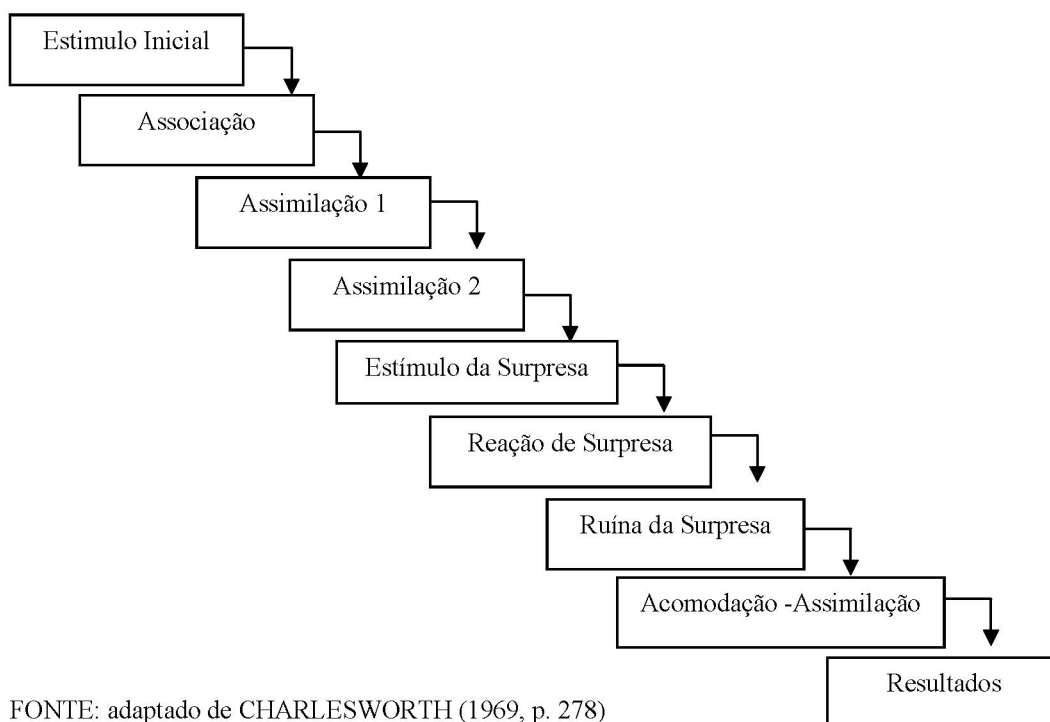 Estimulo Inicial
Associação
Assimilação 1
Assimilação 2
Estímulo da Surpresa
Reação de Surpresa
Ruína da Surpresa
Acomodação -Assimilação
Resultados
FONTE: adaptado de CHARLESWORTH (1969, p. 278)